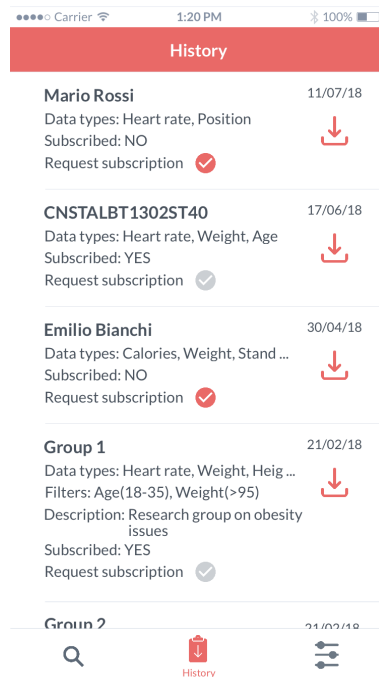 Carrier 1:20 PM 100%
History
Mario Rossi 11/07/18
Data types: Heart rate, Position
Subscribed: NO
Request subscription
CNSTALBT1302ST40 17/06/18
Data types: Heart rate, Weight, Age
Subscribed: YES
Request subscription
Emilio Bianchi 30/04/18
Data types: Calories, Weight, Stand ...
Subscribed: NO
Request subscription
Group 1 21/02/18
Data types: Heart rate, Weight, Heig ...
Filters: Age(18-35), Weight(>95)
Description: Research group on obesity
issues
Subscribed: YES
Request subscription
Group 2 21/02/18
History